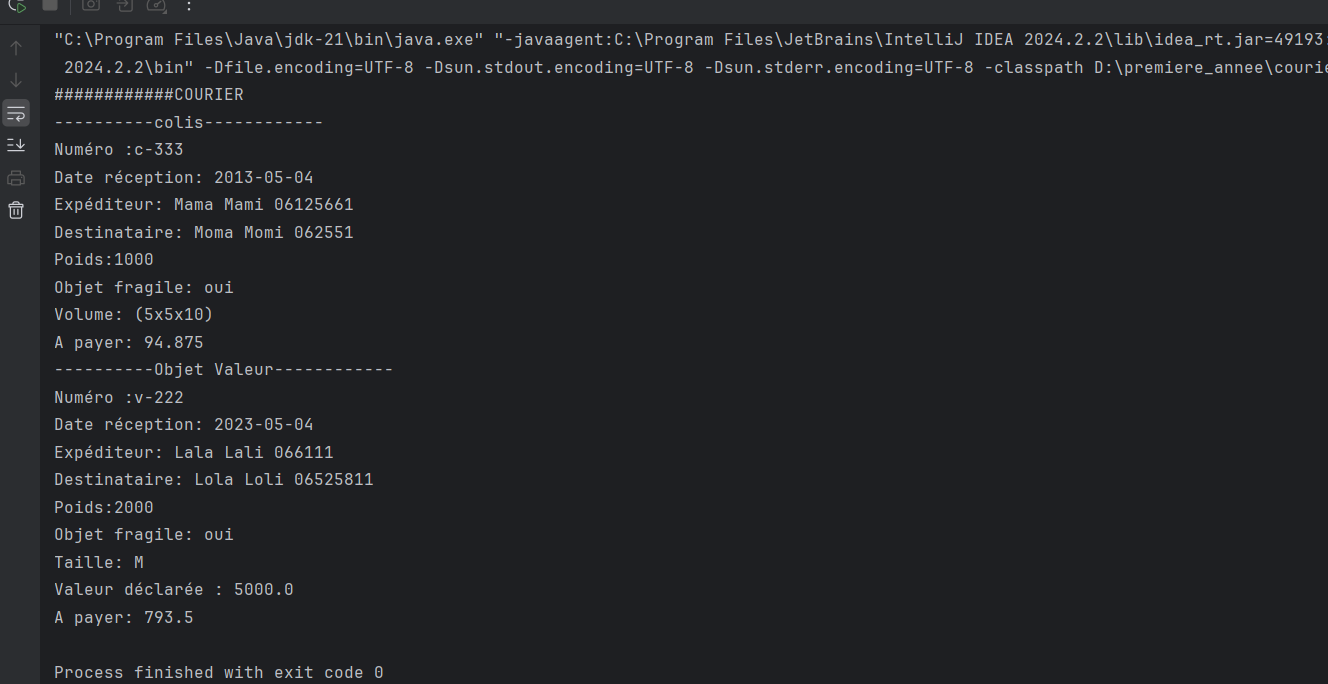 "C:\Program Files\Java\jdk-21\bin\java.exe" "-javaagent:C:\Program Files\JetBrains\IntelliJ IDEA 2024.2.2\lib\idea_rt.jar=49193:
2024.2.2\bin" -Dfile.encoding=UTF-8 -Dsun.stdout.encoding=UTF-8 -Dsun.stderr.encoding=UTF-8 -classpath D:\premiere_annee\courie
############COURIER
----------colis------------
Numéro :c-333
Date réception: 2013-05-04
Expéditeur: Mama Mami 06125661
Destinataire: Moma Momi 062551
Poids:1000
Objet fragile: oui
Volume: (5x5x10)
A payer: 94.875
----------Objet Valeur------------
Numéro :v-222
Date réception: 2023-05-04
Expéditeur: Lala Lali 066111
Destinataire: Lola Loli 06525811
Poids:2000
Objet fragile: oui
Taille: M
Valeur déclarée : 5000.0
A payer: 793.5
Process finished with exit code 0